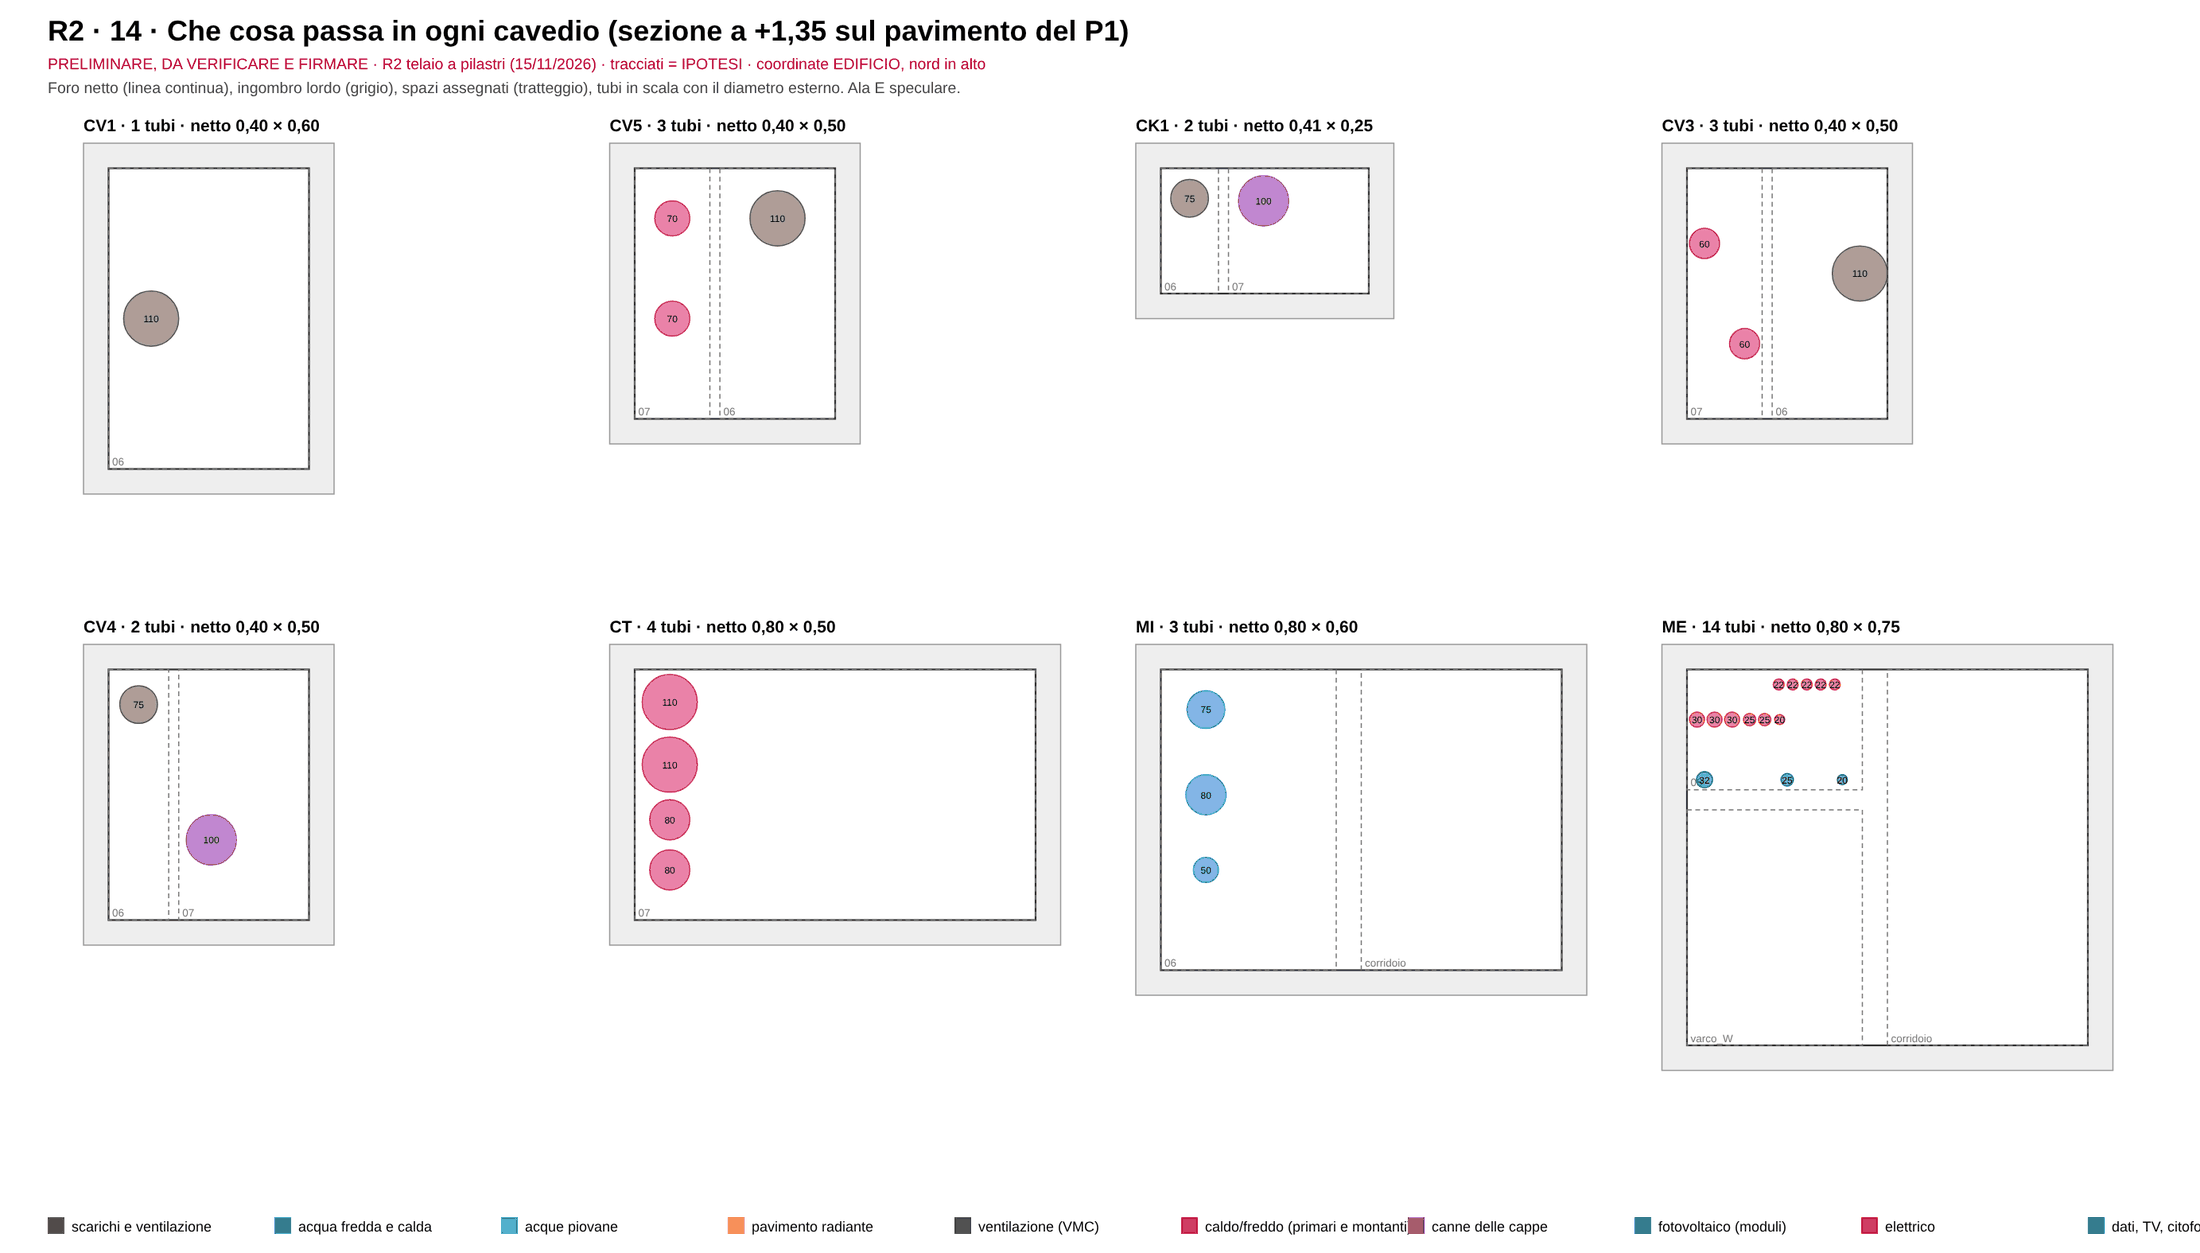 R2 · 14 · Che cosa passa in ogni cavedio (sezione a +1,35 sul pavimento del P1)
PRELIMINARE, DA VERIFICARE E FIRMARE · R2 telaio a pilastri (15/11/2026) · tracciati = IPOTESI · coordinate EDIFICIO, nord in alto
Foro netto (linea continua), ingombro lordo (grigio), spazi assegnati (tratteggio), tubi in scala con il diametro esterno. Ala E speculare.
CV1 · 1 tubi · netto 0,40 × 0,60
110
06
CV5 · 3 tubi · netto 0,40 × 0,50
70
110
70
07
06
CK1 · 2 tubi · netto 0,41 × 0,25
75
100
06
07
CV3 · 3 tubi · netto 0,40 × 0,50
60
110
60
07
06
CV4 · 2 tubi · netto 0,40 × 0,50
75
100
06
07
CT · 4 tubi · netto 0,80 × 0,50
110
110
80
80
07
MI · 3 tubi · netto 0,80 × 0,60
75
80
50
06
corridoio
ME · 14 tubi · netto 0,80 × 0,75
22 22 22 22 22
30 30 30 25 25 20
32 25 20
varco_W
corridoio
scarichi e ventilazione
acqua fredda e calda
acque piovane
pavimento radiante
ventilazione (VMC)
caldo/freddo (primari e montanti
canne delle cappe
fotovoltaico (moduli)
elettrico
dati, TV, citofo